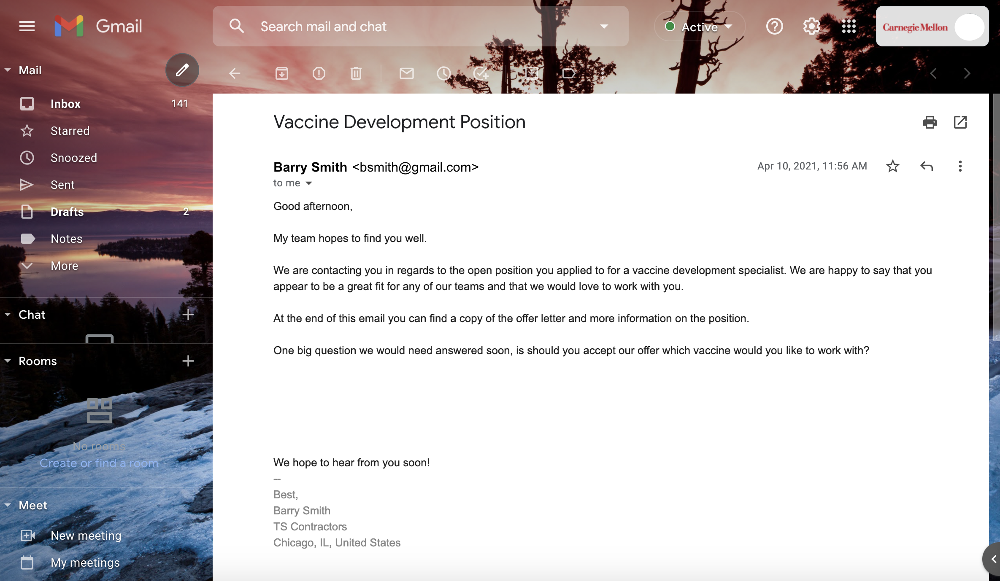 Gmail
Search mail and chat
Active
Carnegie Mellon
Mail
Inbox 141
Starred
Snoozed
Sent
Drafts 2
Notes
More
Chat
Rooms
No rooms
Create or find a room
Meet
New meeting
My meetings
Vaccine Development Position
Barry Smith <bsmith@gmail.com>
Apr 10, 2021, 11:56 AM
to me
Good afternoon,
My team hopes to find you well.
We are contacting you in regards to the open position you applied to for a vaccine development specialist. We are happy to say that you
appear to be a great fit for any of our teams and that we would love to work with you.
At the end of this email you can find a copy of the offer letter and more information on the position.
One big question we would need answered soon, is should you accept our offer which vaccine would you like to work with?
We hope to hear from you soon!
--
Best,
Barry Smith
TS Contractors
Chicago, IL, United States